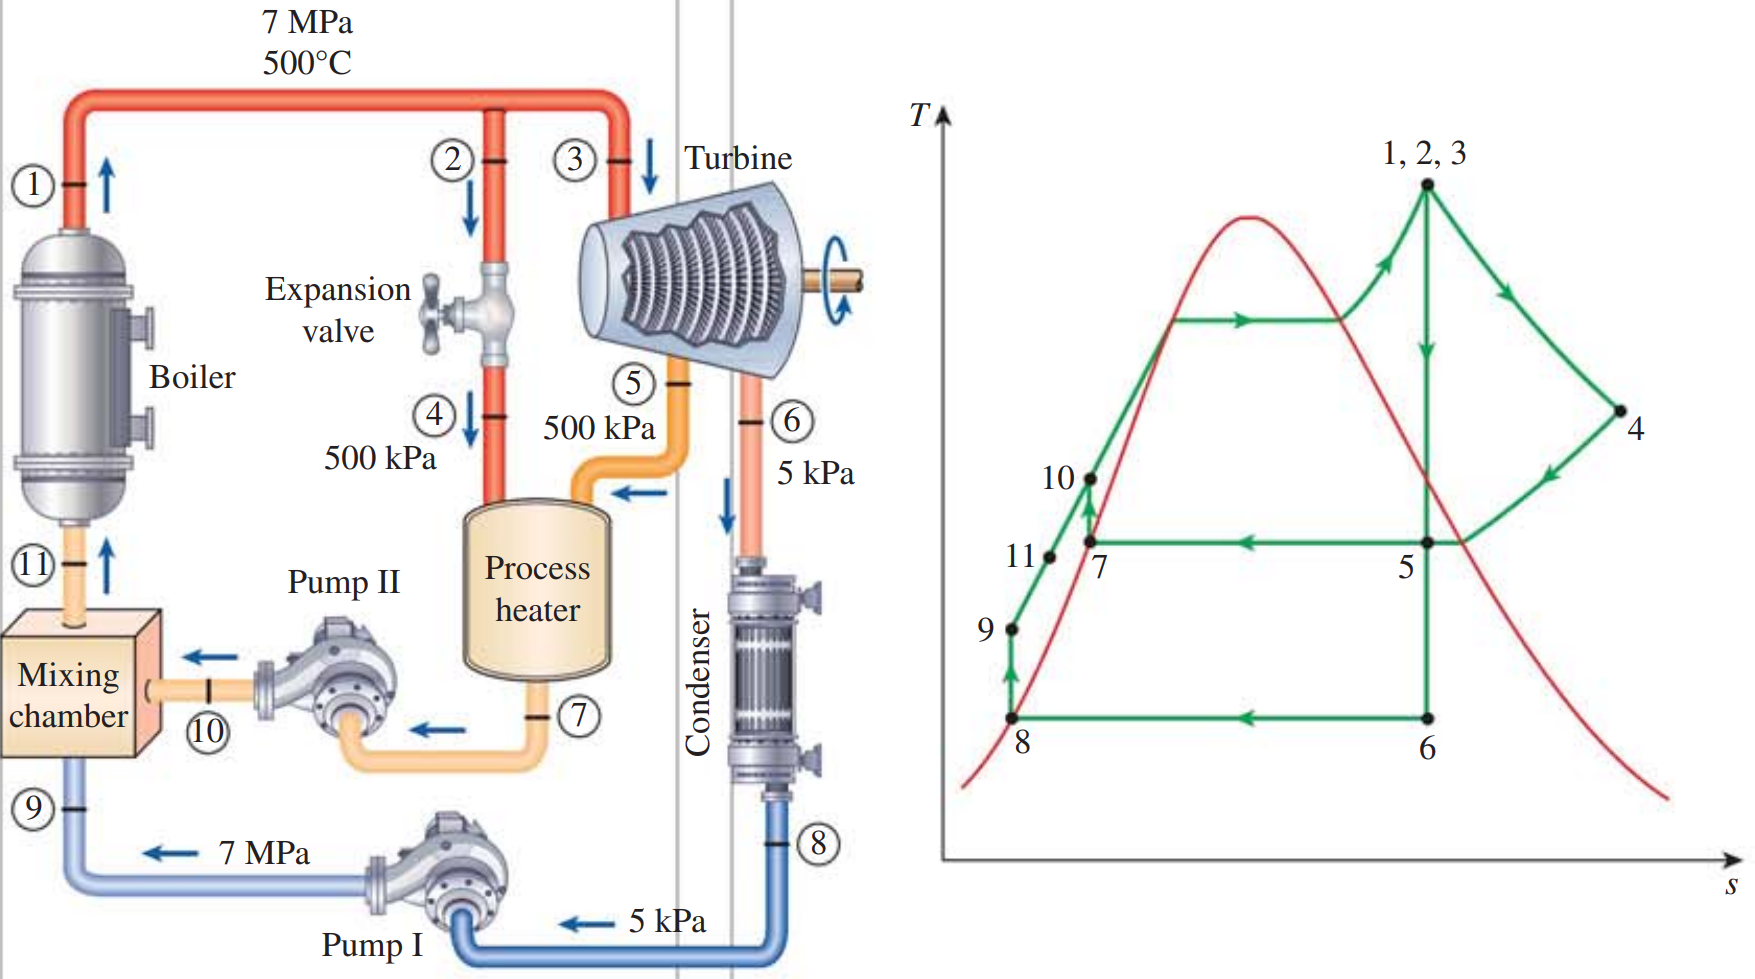 7 MPa
500°C
1
2
3
Turbine
Expansion
valve
Boiler
4
500 kPa
5
500 kPa
6
5 kPa
11
Pump II
Process
heater
Condenser
Mixing
chamber
10
7
9
7 MPa
8
Pump I
5 kPa
T
1, 2, 3
4
10
11
7
5
9
8
6
s